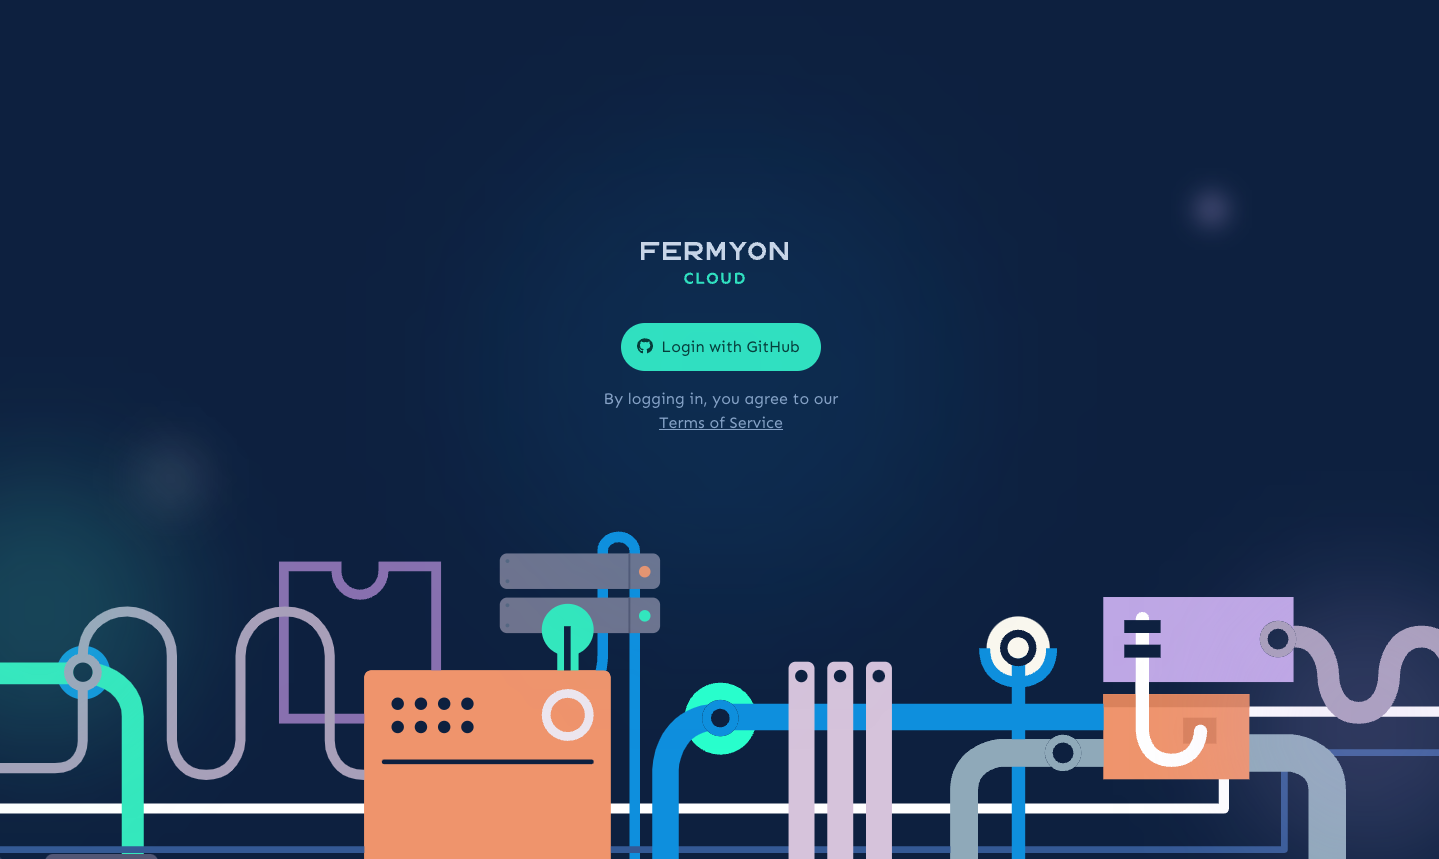 FERMYON
CLOUD
Login with GitHub
By logging in, you agree to our
Terms of Service